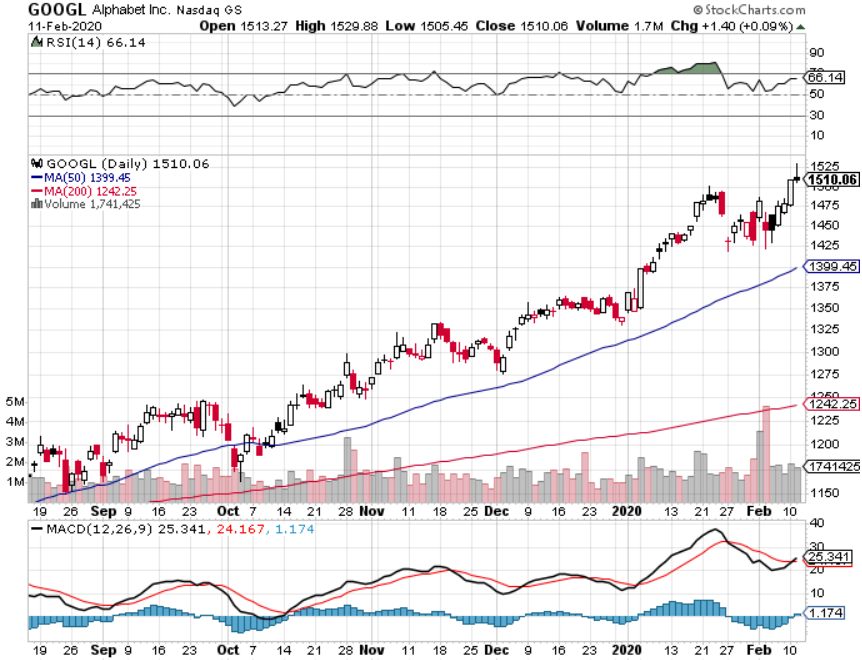 GOOGL Alphabet Inc. Nasdaq GS © StockCharts.com
11-Feb-2020 Open 1513.27 High 1529.88 Low 1505.45 Close 1510.06 Volume 1.7M Chg +1.40 (+0.09%)
RSI(14) 66.14
90
66.14
50
30
10
GOOGL (Daily) 1510.06
MA(50) 1399.45
MA(200) 1242.25
Volume 1,741,425
1525
1510.06
1500
1475
1450
1425
1399.45
1375
1350
1325
1300
1275
1250
1242.25
1225
1200
1741425
1150
5M
4M
3M
2M
1M
19 26 Sep 9 16 23 Oct 7 14 21 28 Nov 11 18 25 Dec 9 16 23 2020 13 21 27 Feb 10
MACD(12,26,9) 25.341, 24.167, 1.174
40
30
25.341
20
10
1.174
19 26 Sep 9 16 23 Oct 7 14 21 28 Nov 11 18 25 Dec 9 16 23 2020 13 21 27 Feb 10